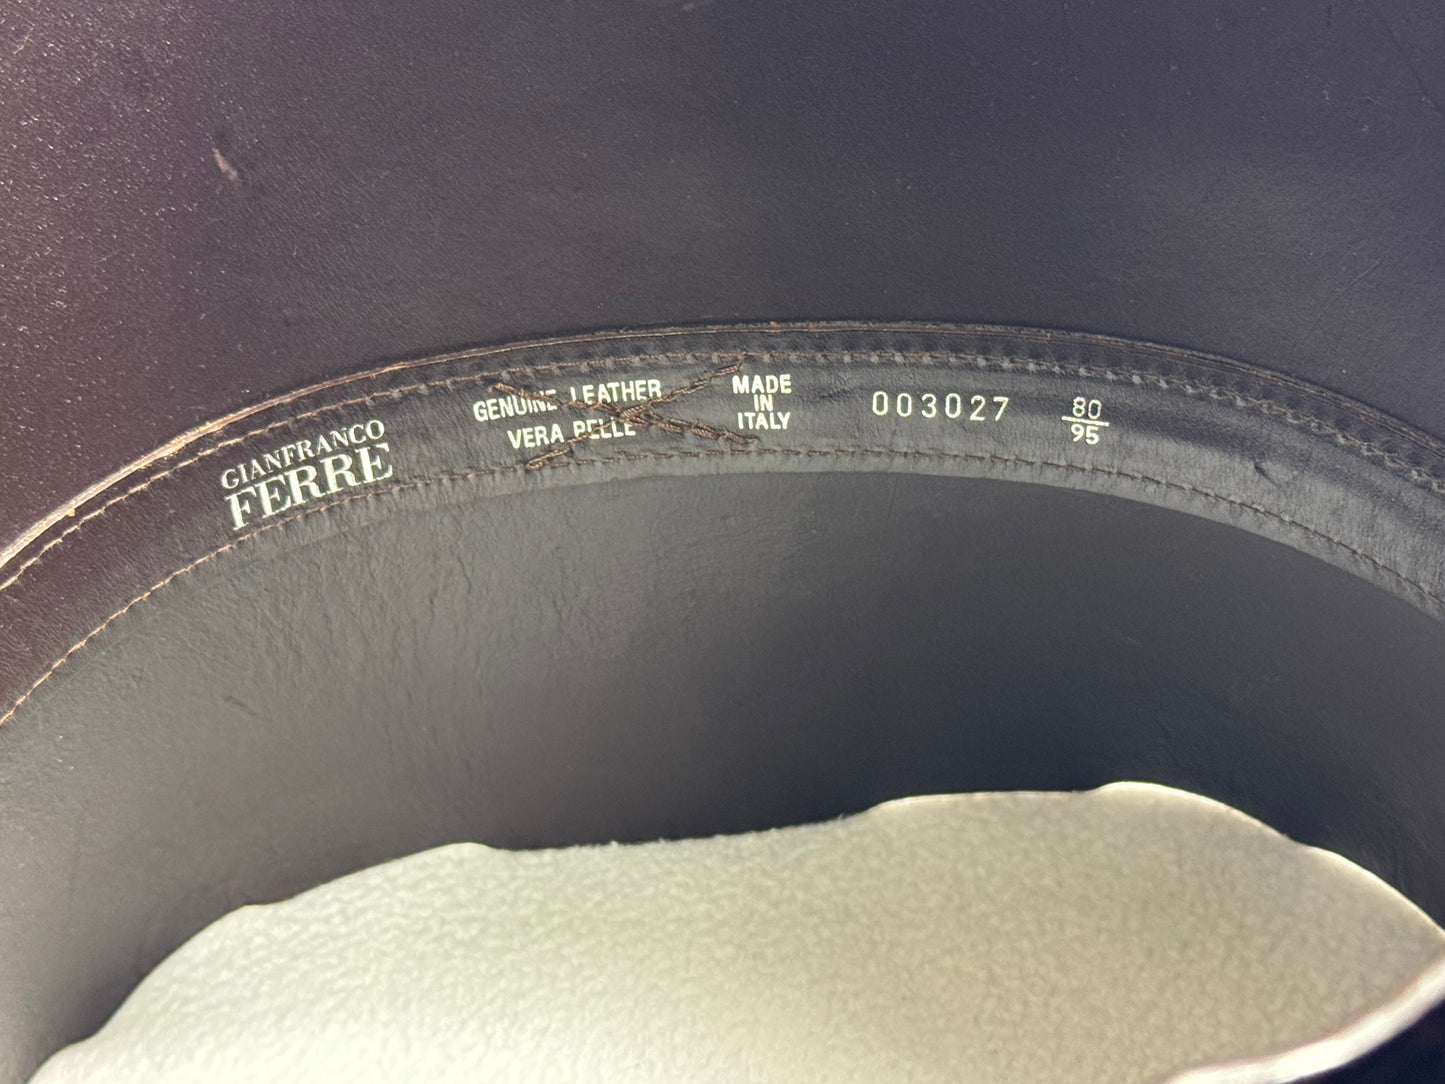 GIANFRANCO
FERRE
GENUINE LEATHER
VERA PELLE
MADE
IN
ITALY
003027
80
95